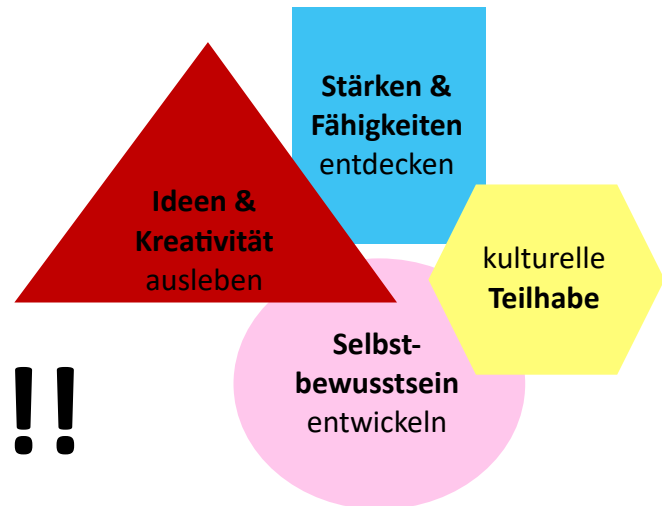 Stärken &
Fähigkeiten
entdecken
Ideen &
Kreativität
ausleben
kulturelle
Teilhabe
Selbst-
bewusstsein
entwickeln
!!